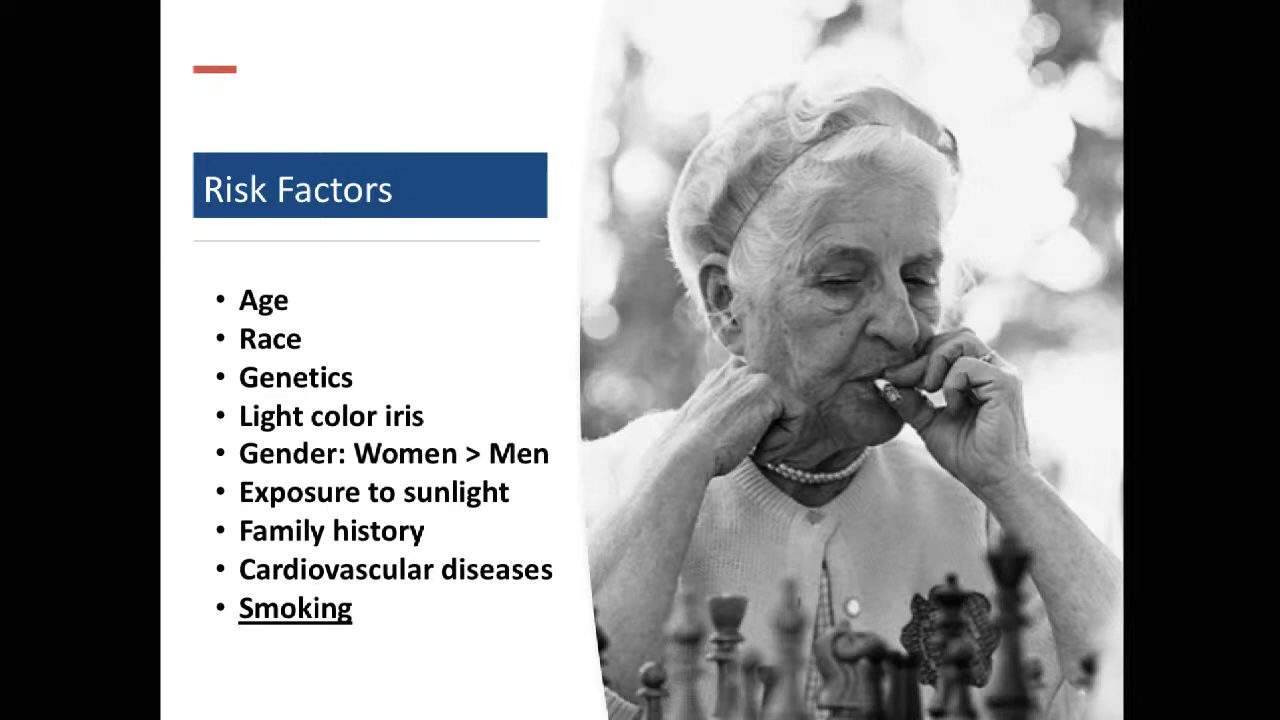 Risk Factors
• Age
• Race
• Genetics
• Light color iris
• Gender: Women > Men
• Exposure to sunlight
• Family history
• Cardiovascular diseases
• Smoking